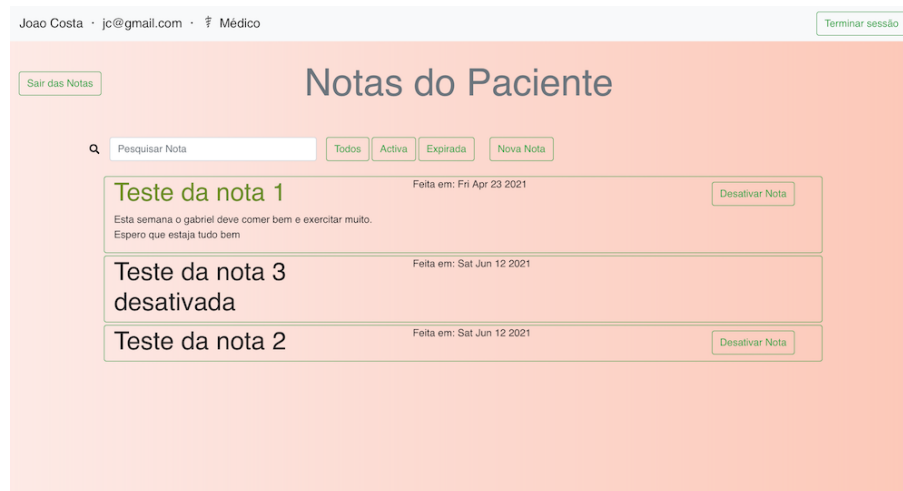 Joao Costa · jc@gmail.com · Médico
Terminar sessão
Sair das Notas
Notas do Paciente
Pesquisar Nota
Todos
Activa
Expirada
Nova Nota
Teste da nota 1
Feita em: Fri Apr 23 2021
Desativar Nota
Esta semana o gabriel deve comer bem e exercitar muito.
Espero que estaja tudo bem
Teste da nota 3
desativada
Feita em: Sat Jun 12 2021
Teste da nota 2
Feita em: Sat Jun 12 2021
Desativar Nota